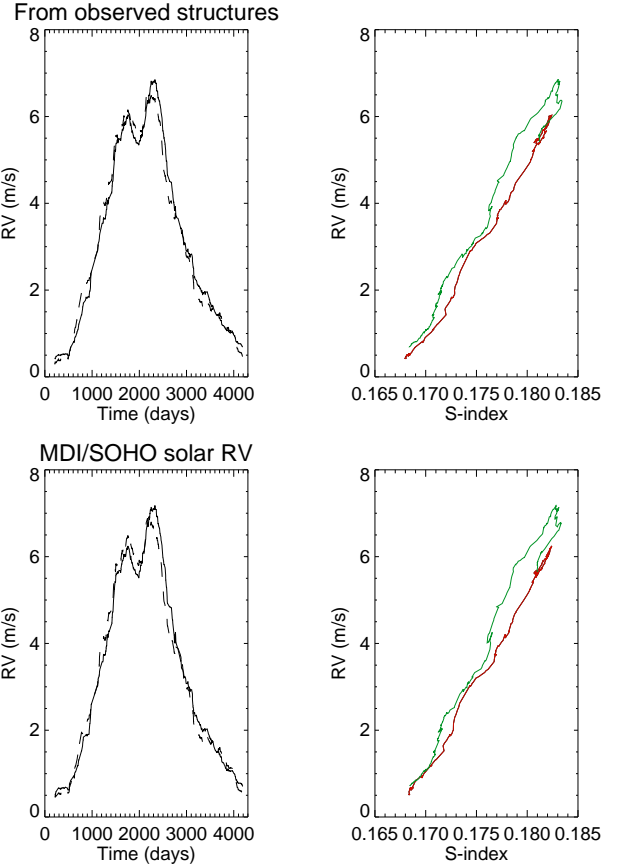 From observed structures
8
6
4
2
0
RV (m/s)
0 1000 2000 3000 4000
Time (days)
8
6
4
2
0
RV (m/s)
0.165 0.170 0.175 0.180 0.185
S-index
MDI/SOHO solar RV
8
6
4
2
0
RV (m/s)
0 1000 2000 3000 4000
Time (days)
8
6
4
2
0
RV (m/s)
0.165 0.170 0.175 0.180 0.185
S-index